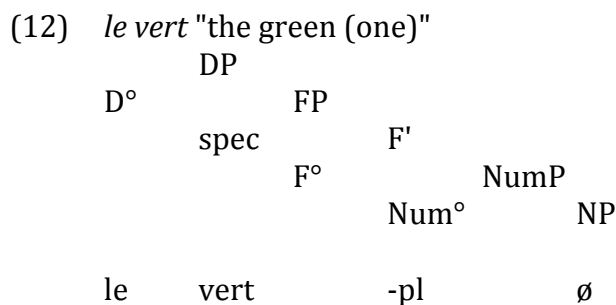 (12) le vert "the green (one)"
DP
D° FP
spec F'
F° NumP
Num° NP
le vert -pl ø